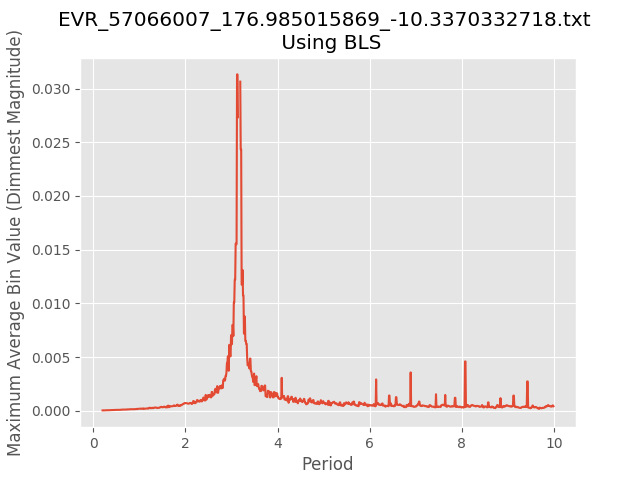 EVR_57066007_176.985015869_-10.3370332718.txt
Using BLS
Maximum Average Bin Value (Dimmest Magnitude)
0.030
0.025
0.020
0.015
0.010
0.005
0.000
0 2 4 6 8 10
Period